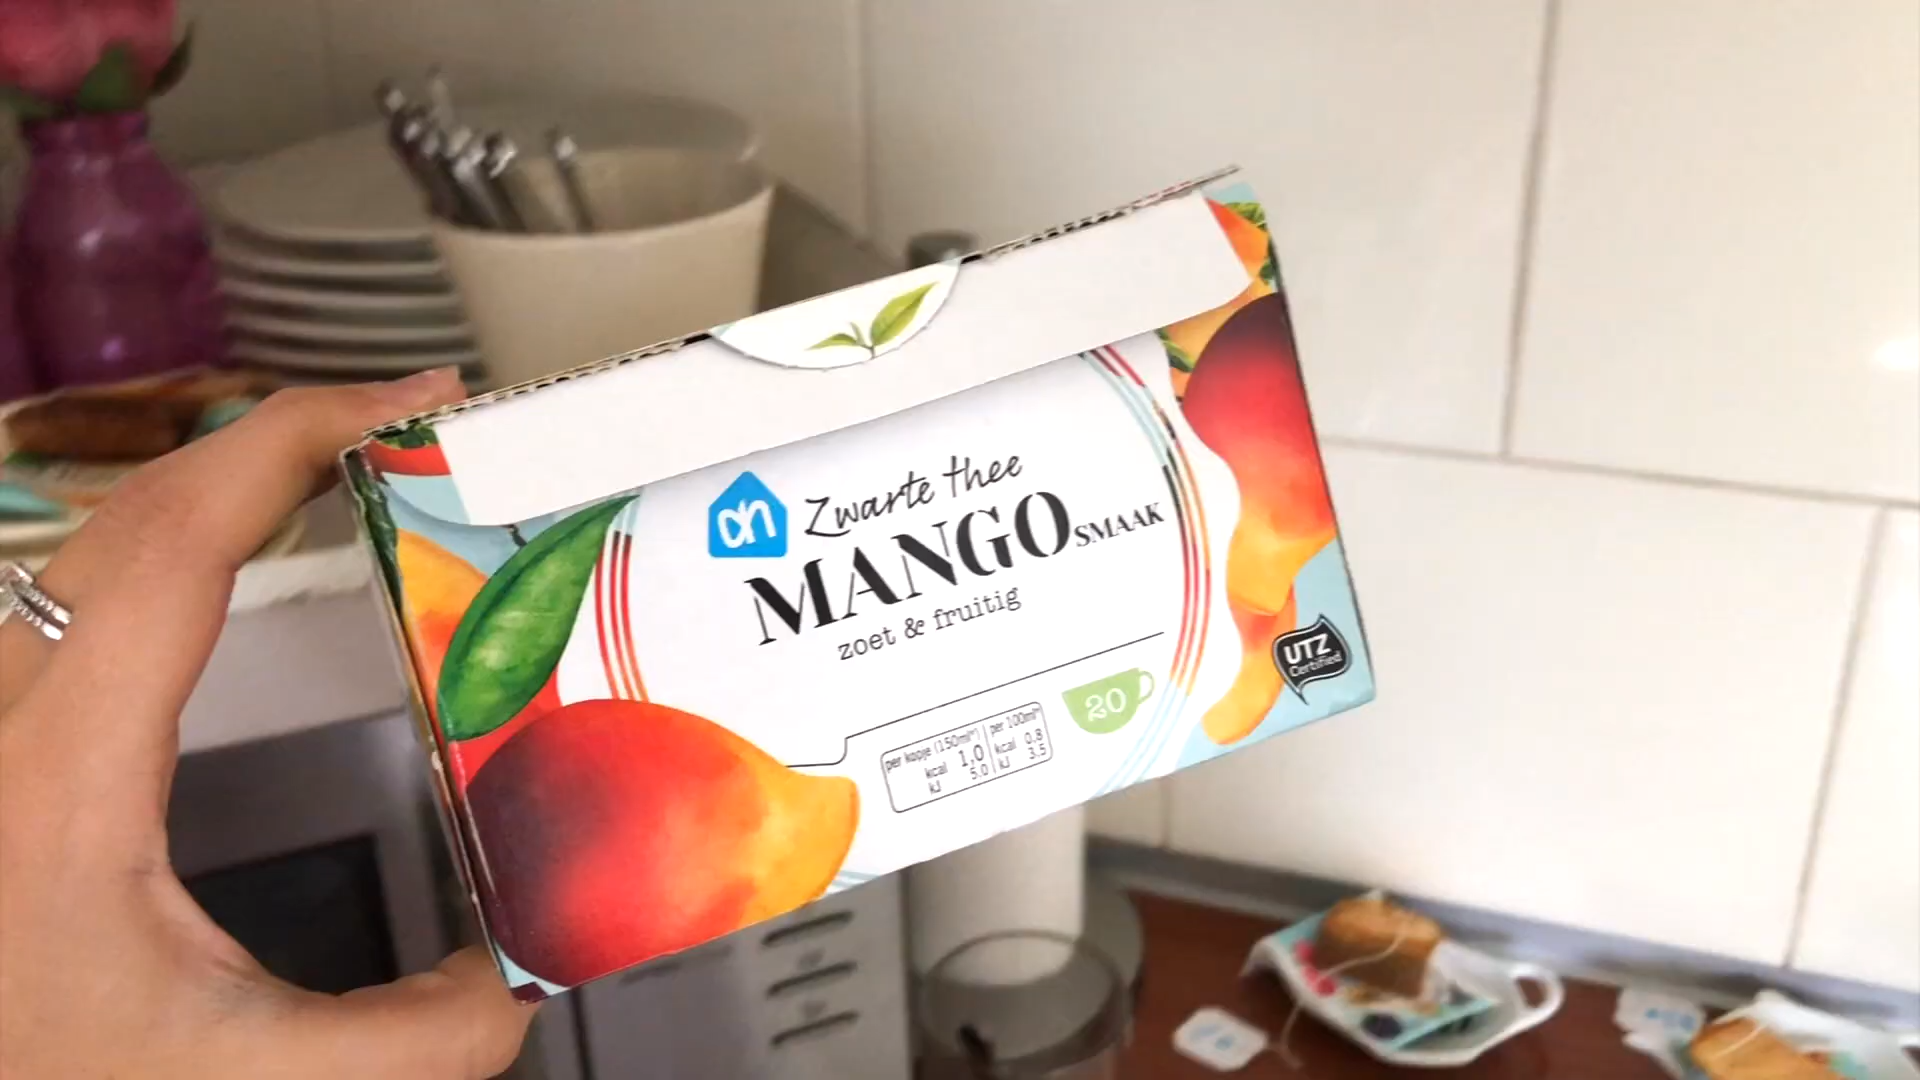 ah Zwarte thee
MANGO SMAAK
zoet & fruitig
20
per kopje (150ml*) per 100ml*
kcal 1,0 kcal 0.8
kJ 5.0 kJ 3.5
UTZ
Certified